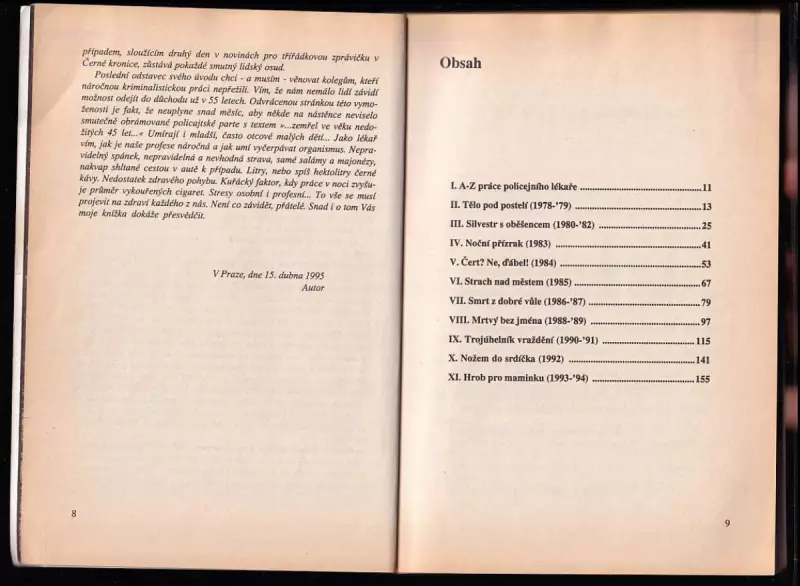 případem, sloužícím druhý den v novinách pro třířádkovou zprávičku v
Černé kronice, zůstává pokaždé smutný lidský osud.
Poslední odstavec svého úvodu chci - a musím - věnovat kolegům, kteří
náročnou kriminalistickou práci nepřežili. Vím, že nám nemálo lidí závidí
možnost odejít do důchodu už v 55 letech. Odvrácenou stránkou této vymo-
ženosti je fakt, že neuplyne snad měsíc, aby někde na nástěnce neviselo
smutečně obrámované policajtské parte s textem »...zemřel ve věku nedo-
žitých 45 let...« Umírají i mladší, často otcové malých dětí... Jako lékař
vím, jak je naše profese náročná a jak umí vyčerpávat organismus. Nepra-
videlný spánek, nepravidelná a nevhodná strava, samé salámy a majonézy,
nakvap shltané cestou v autě k případu. Litry, nebo spíš hektolitry černé
kávy. Nedostatek zdravého pohybu. Kuřácký faktor, kdy práce v noci zvyšu-
je průměr vykouřených cigaret. Stresy osobní i profesní... To vše se musí
projevit na zdraví každého z nás. Není co závidět, přátelé. Snad i o tom Vás
moje knížka dokáže přesvědčit.
V Praze, dne 15. dubna 1995
Autor
8
Obsah
I. A-Z práce policejního lékaře ........ 11
II. Tělo pod postelí (1978-'79) ........ 13
III. Silvestr s oběšencem (1980-'82) ........ 25
IV. Noční přízrak (1983) ........ 41
V. Čert? Ne, ďábel! (1984) ........ 53
VI. Strach nad městem (1985) ........ 67
VII. Smrt z dobré vůle (1986-'87) ........ 79
VIII. Mrtvý bez jména (1988-'89) ........ 97
IX. Trojúhelník vraždění (1990-'91) ........ 115
X. Nožem do srdíčka (1992) ........ 141
XI. Hrob pro maminku (1993-'94) ........ 155
9